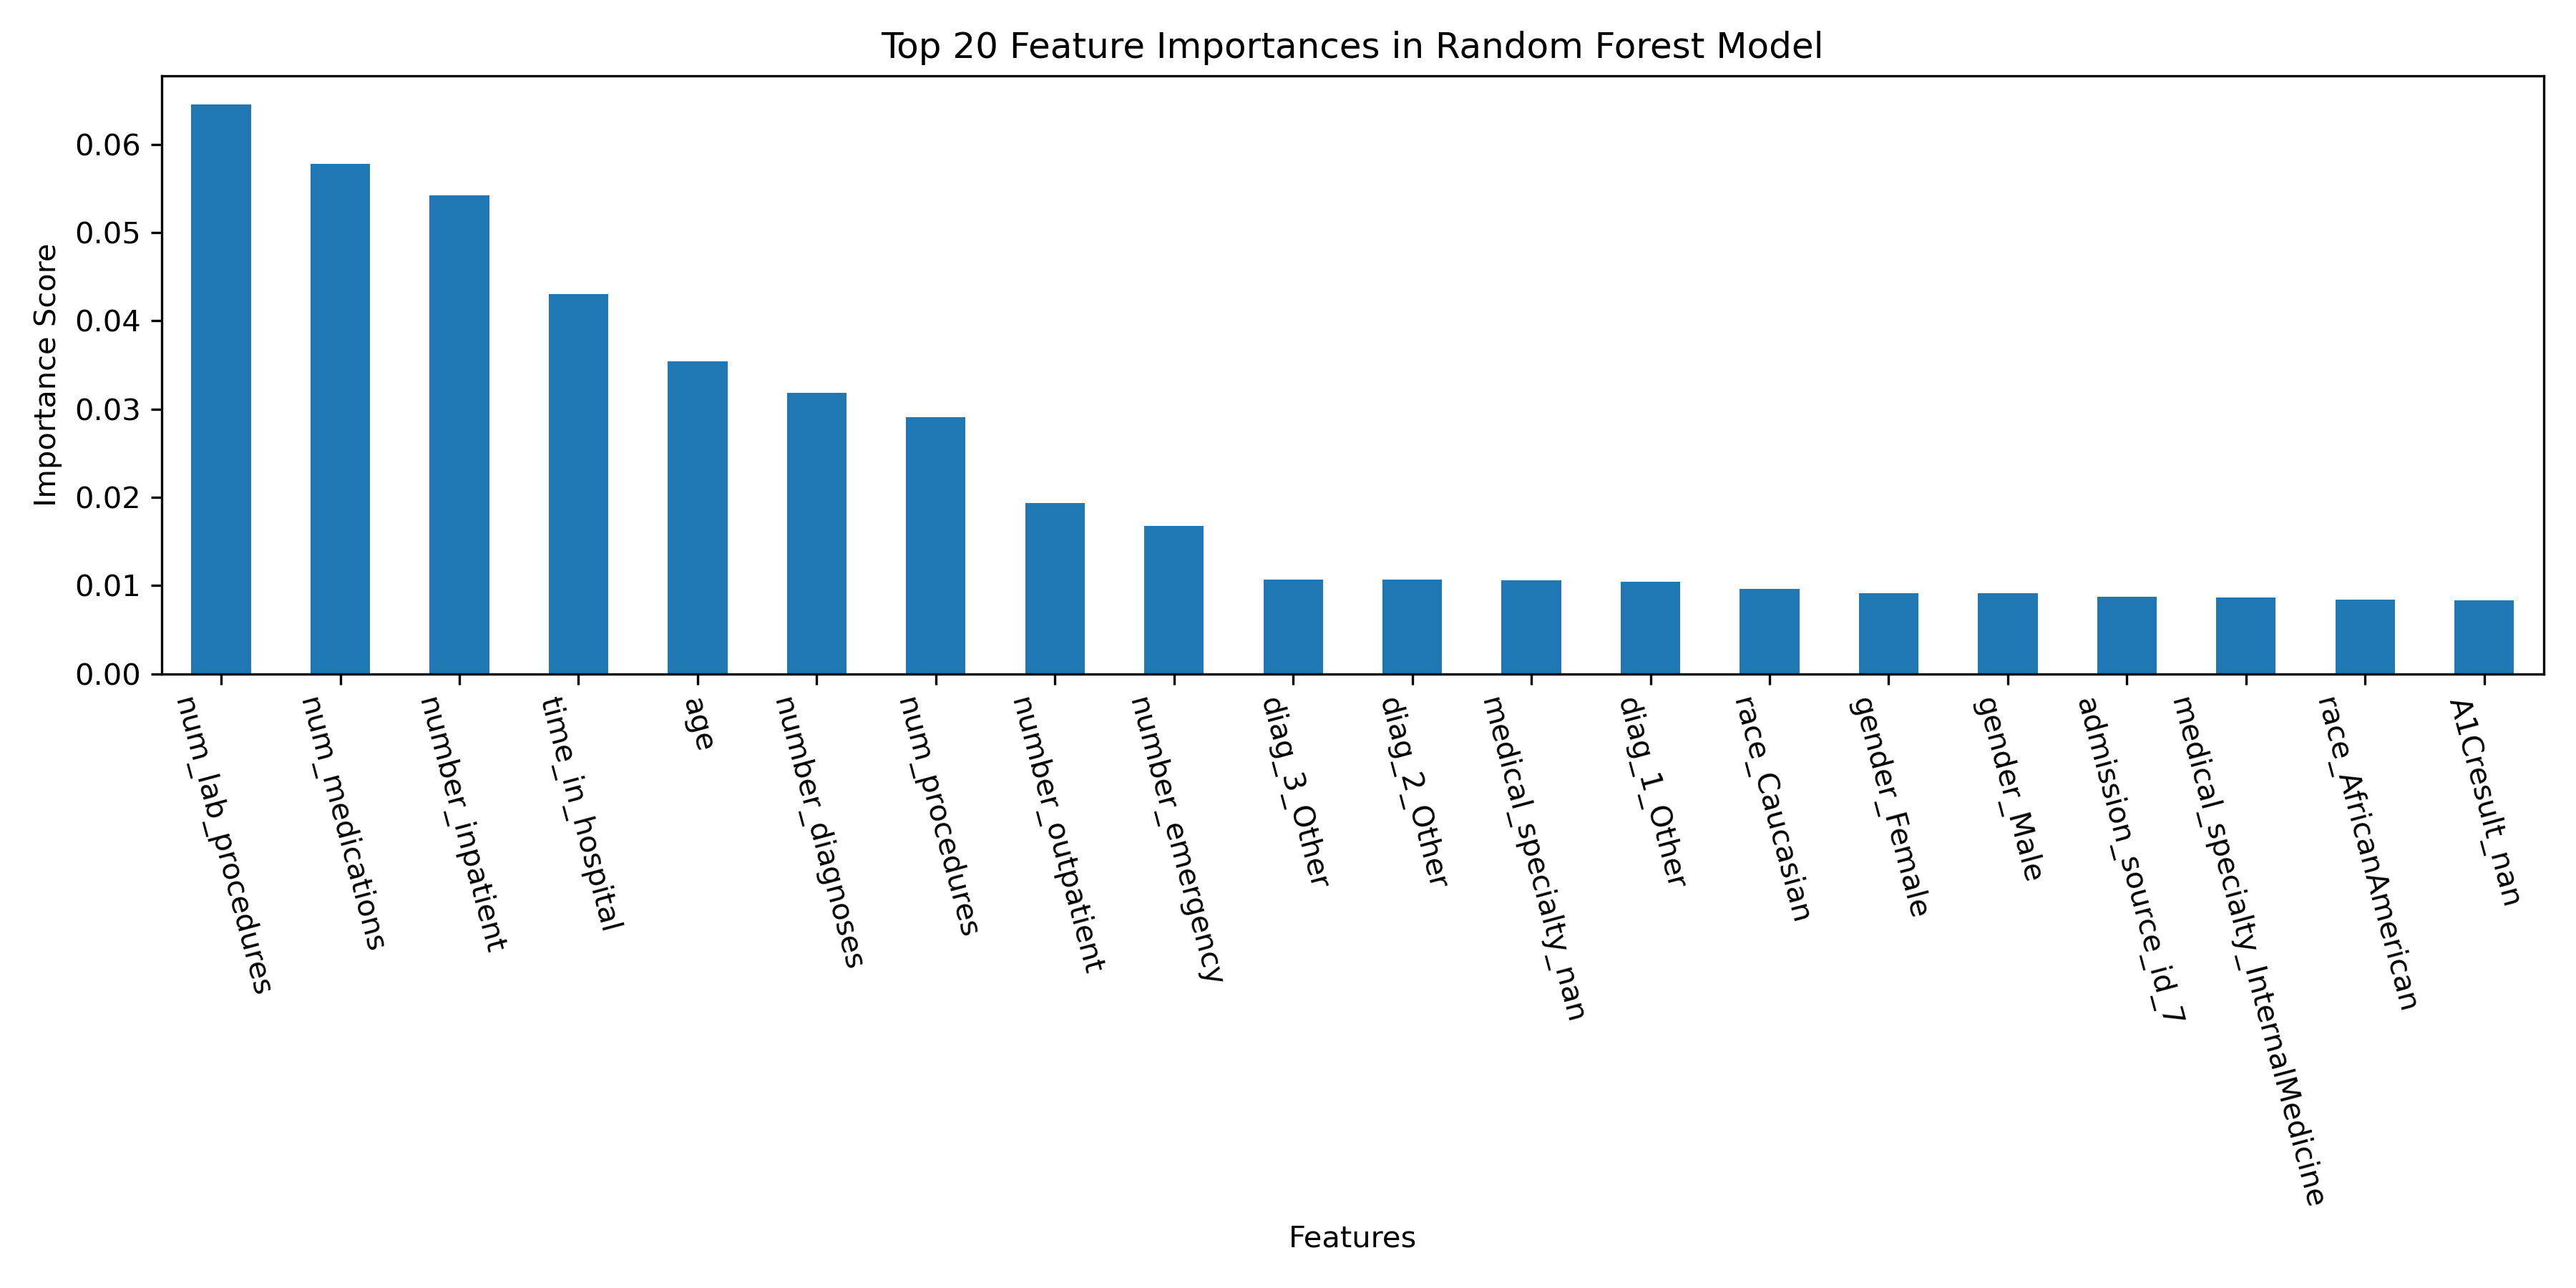 Top 20 Feature Importances in Random Forest Model
Importance Score
0.06
0.05
0.04
0.03
0.02
0.01
0.00
num_lab_procedures
num_medications
number_inpatient
time_in_hospital
age
number_diagnoses
num_procedures
number_outpatient
number_emergency
diag_3_Other
diag_2_Other
medical_specialty_nan
diag_1_Other
race_Caucasian
gender_Female
gender_Male
admission_source_id_7
medical_specialty_InternalMedicine
race_AfricanAmerican
A1Cresult_nan
Features